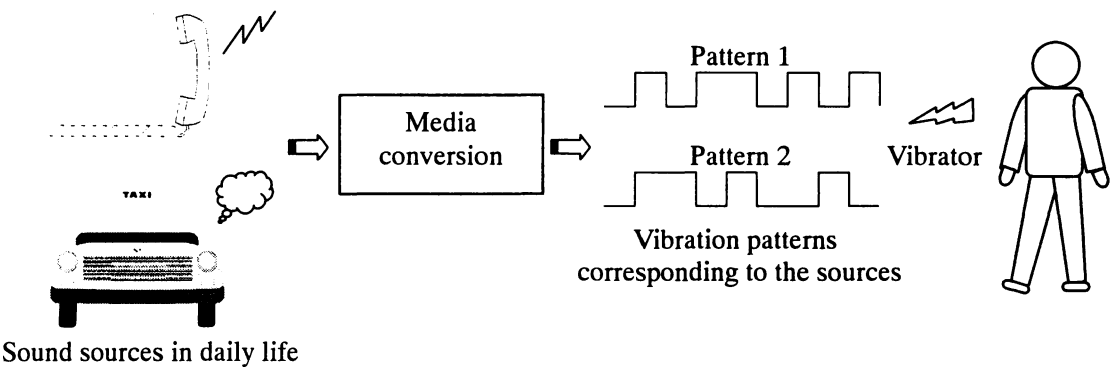 TAXI
Sound sources in daily life
Media
conversion
Pattern 1
Pattern 2
Vibration patterns
corresponding to the sources
Vibrator